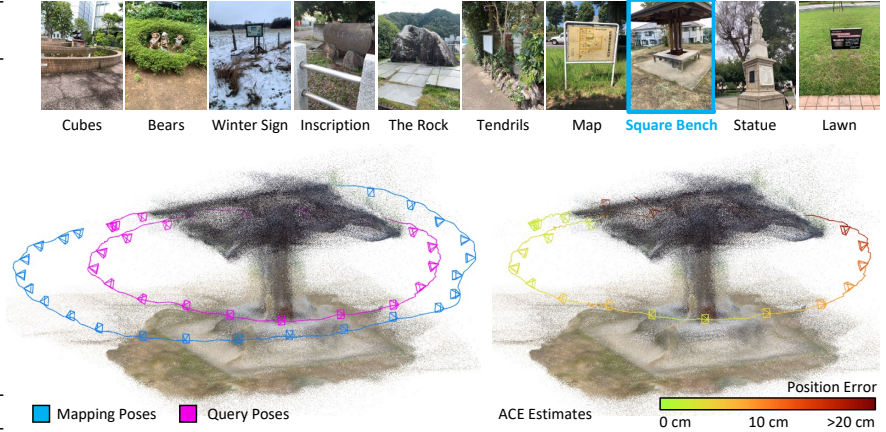 Cubes
Bears
Winter Sign
Inscription
The Rock
Tendrils
Map
Square Bench
Statue
Lawn
Mapping Poses
Query Poses
ACE Estimates
Position Error
0 cm
10 cm
>20 cm